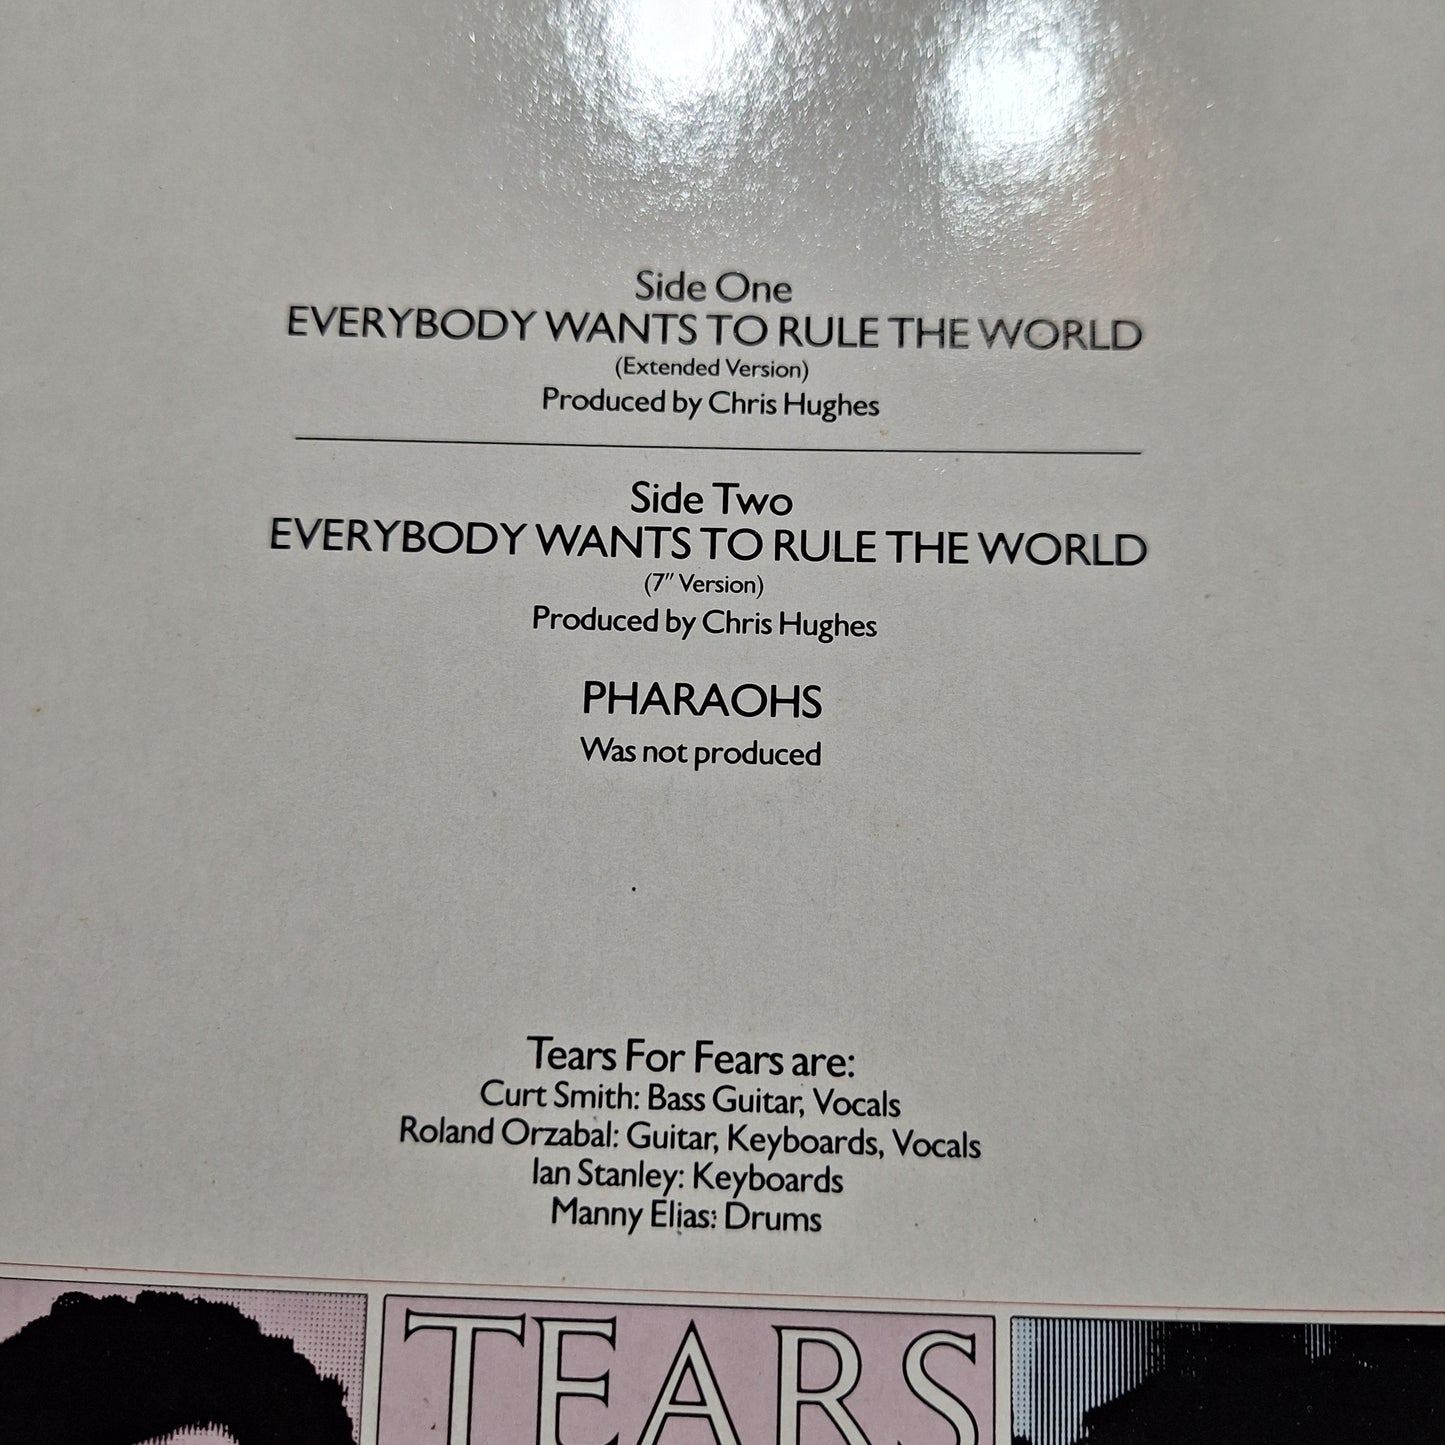 Side One
EVERYBODY WANTS TO RULE THE WORLD
(Extended Version)
Produced by Chris Hughes
Side Two
EVERYBODY WANTS TO RULE THE WORLD
(7" Version)
Produced by Chris Hughes
PHARAOHS
Was not produced
Tears For Fears are:
Curt Smith: Bass Guitar, Vocals
Roland Orzabal: Guitar, Keyboards, Vocals
Ian Stanley: Keyboards
Manny Elias: Drums
TEARS